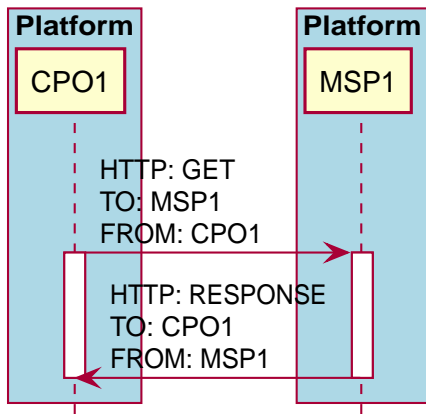 Platform
Platform
CPO1
MSP1
HTTP: GET
TO: MSP1
FROM: CPO1
HTTP: RESPONSE
TO: CPO1
FROM: MSP1